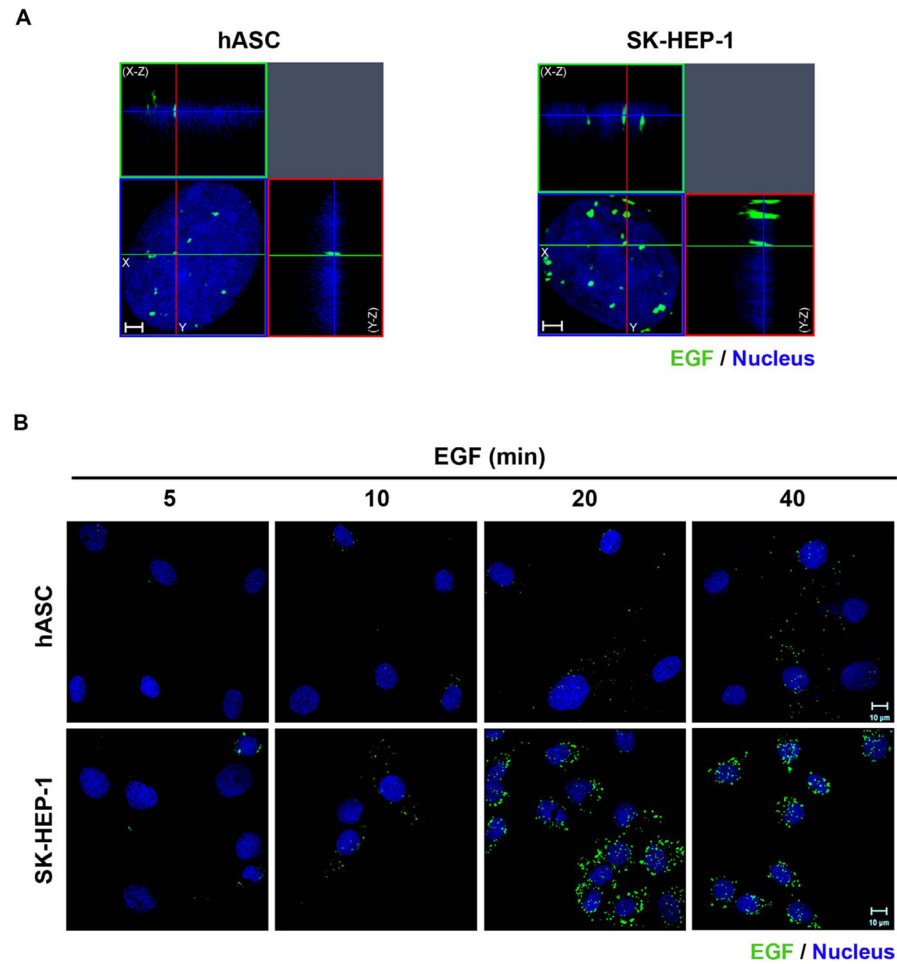 A
hASC
SK-HEP-1
(X-Z)
(X-Z)
X
Y
(Y-Z)
X
Y
(Y-Z)
EGF / Nucleus
B
EGF (min)
5 10 20 40
hASC
10 µm
SK-HEP-1
10 µm
EGF / Nucleus